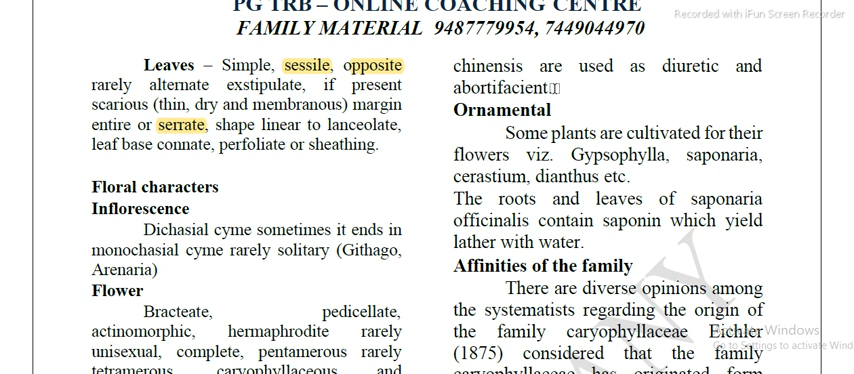 PG TRB – ONLINE COACHING CENTRE
FAMILY MATERIAL 9487779954, 7449044970
Recorded with iFun Screen Recorder
Leaves – Simple, sessile, opposite
rarely alternate exstipulate, if present
scarious (thin, dry and membranous) margin
entire or serrate, shape linear to lanceolate,
leaf base connate, perfoliate or sheathing.
Floral characters
Inflorescence
Dichasial cyme sometimes it ends in
monochasial cyme rarely solitary (Githago,
Arenaria)
Flower
Bracteate, pedicellate,
actinomorphic, hermaphrodite rarely
unisexual, complete, pentamerous rarely
tetramerous, caryophyllaceous and
chinensis are used as diuretic and
abortifacient
Ornamental
Some plants are cultivated for their
flowers viz. Gypsophylla, saponaria,
cerastium, dianthus etc.
The roots and leaves of saponaria
officinalis contain saponin which yield
lather with water.
Affinities of the family
There are diverse opinions among
the systematists regarding the origin of
the family caryophyllaceae Eichler
(1875) considered that the family
caryophyllaceae has originated form
Activate Windows
Go to Settings to activate Wind